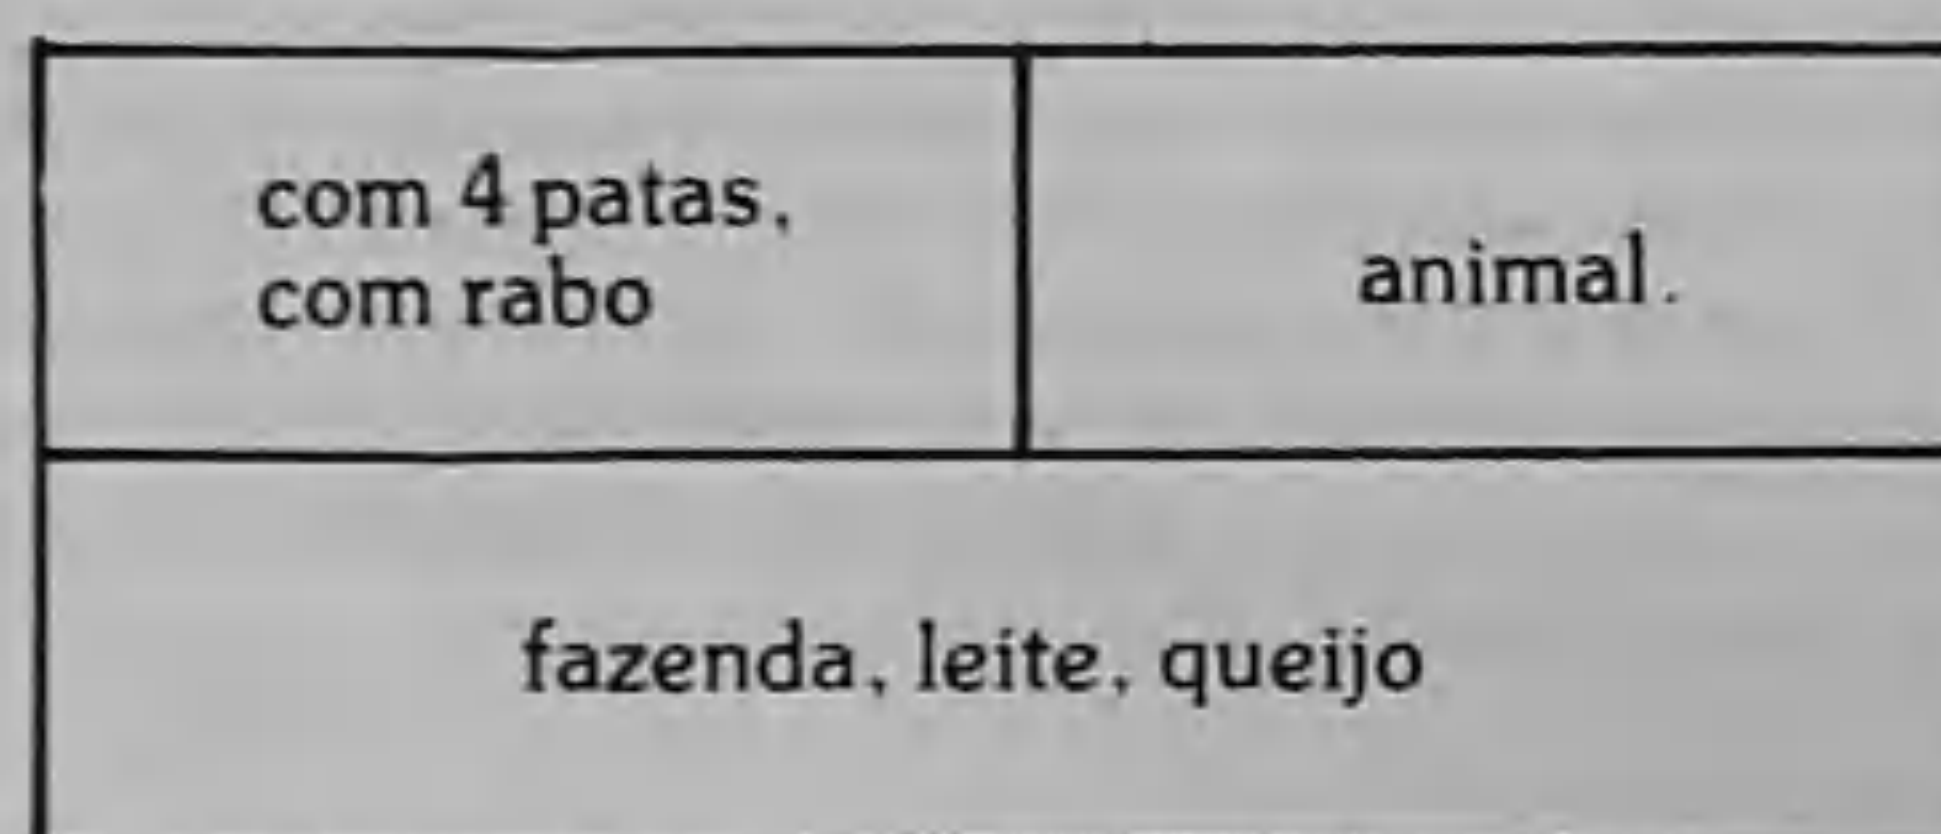 com 4 patas,
com rabo
animal.
fazenda, leite, queijo